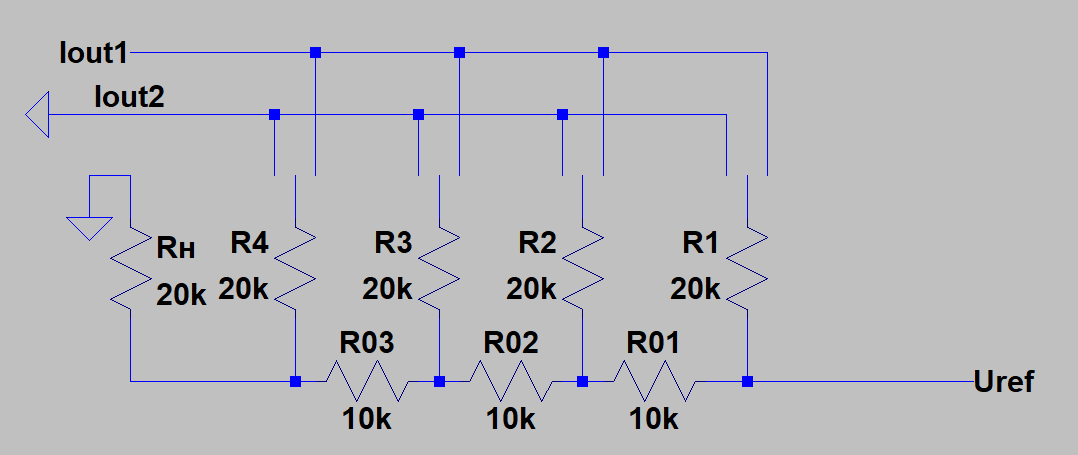 Iout1
Iout2
Rн R4 R3 R2 R1
20k 20k 20k 20k 20k
R03 R02 R01
Uref
10k 10k 10k